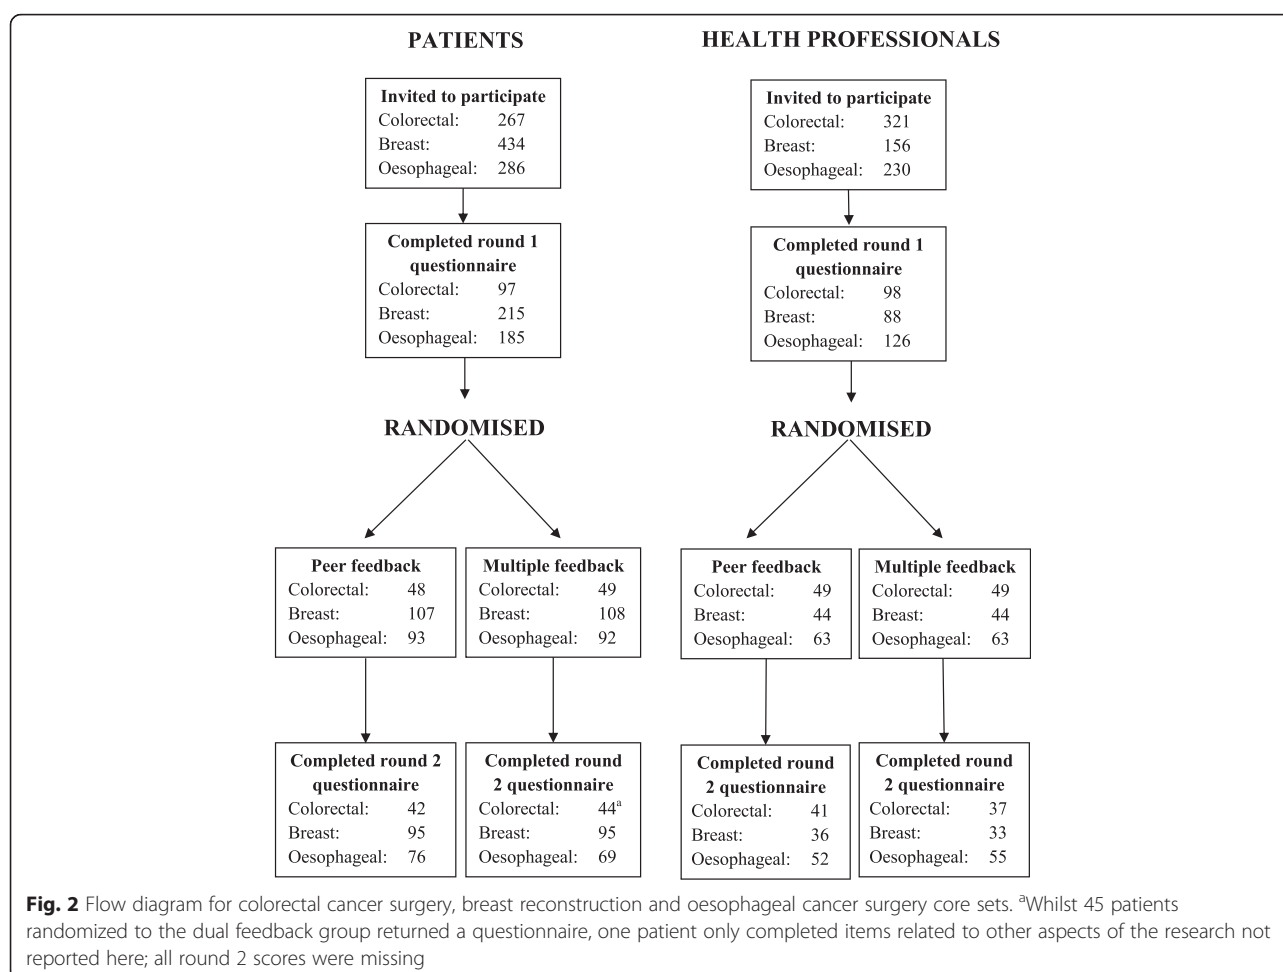 PATIENTS
HEALTH PROFESSIONALS
Invited to participate
Colorectal: 267
Breast: 434
Oesophageal: 286
Invited to participate
Colorectal: 321
Breast: 156
Oesophageal: 230
Completed round 1
questionnaire
Colorectal: 97
Breast: 215
Oesophageal: 185
Completed round 1
questionnaire
Colorectal: 98
Breast: 88
Oesophageal: 126
RANDOMISED
RANDOMISED
Peer feedback
Colorectal: 48
Breast: 107
Oesophageal: 93
Multiple feedback
Colorectal: 49
Breast: 108
Oesophageal: 92
Peer feedback
Colorectal: 49
Breast: 44
Oesophageal: 63
Multiple feedback
Colorectal: 49
Breast: 44
Oesophageal: 63
Completed round 2
questionnaire
Colorectal: 42
Breast: 95
Oesophageal: 76
Completed round
2 questionnaire
Colorectal: 44ᵃ
Breast: 95
Oesophageal: 69
Completed round
2 questionnaire
Colorectal: 41
Breast: 36
Oesophageal: 52
Completed round
2 questionnaire
Colorectal: 37
Breast: 33
Oesophageal: 55
Fig. 2 Flow diagram for colorectal cancer surgery, breast reconstruction and oesophageal cancer surgery core sets. ᵃWhilst 45 patients
randomized to the dual feedback group returned a questionnaire, one patient only completed items related to other aspects of the research not
reported here; all round 2 scores were missing